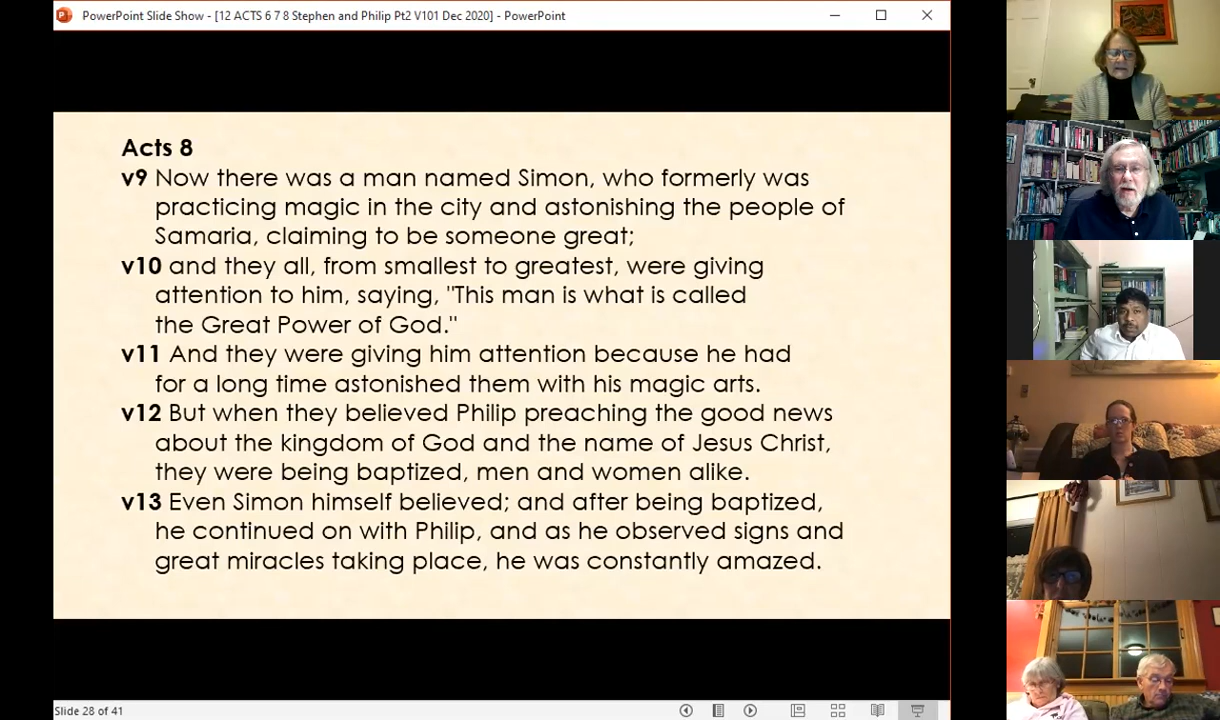 PowerPoint Slide Show - [12 ACTS 6 7 8 Stephen and Philip Pt2 V101 Dec 2020] - PowerPoint
Acts 8
v9 Now there was a man named Simon, who formerly was
practicing magic in the city and astonishing the people of
Samaria, claiming to be someone great;
v10 and they all, from smallest to greatest, were giving
attention to him, saying, "This man is what is called
the Great Power of God."
v11 And they were giving him attention because he had
for a long time astonished them with his magic arts.
v12 But when they believed Philip preaching the good news
about the kingdom of God and the name of Jesus Christ,
they were being baptized, men and women alike.
v13 Even Simon himself believed; and after being baptized,
he continued on with Philip, and as he observed signs and
great miracles taking place, he was constantly amazed.
Slide 28 of 41